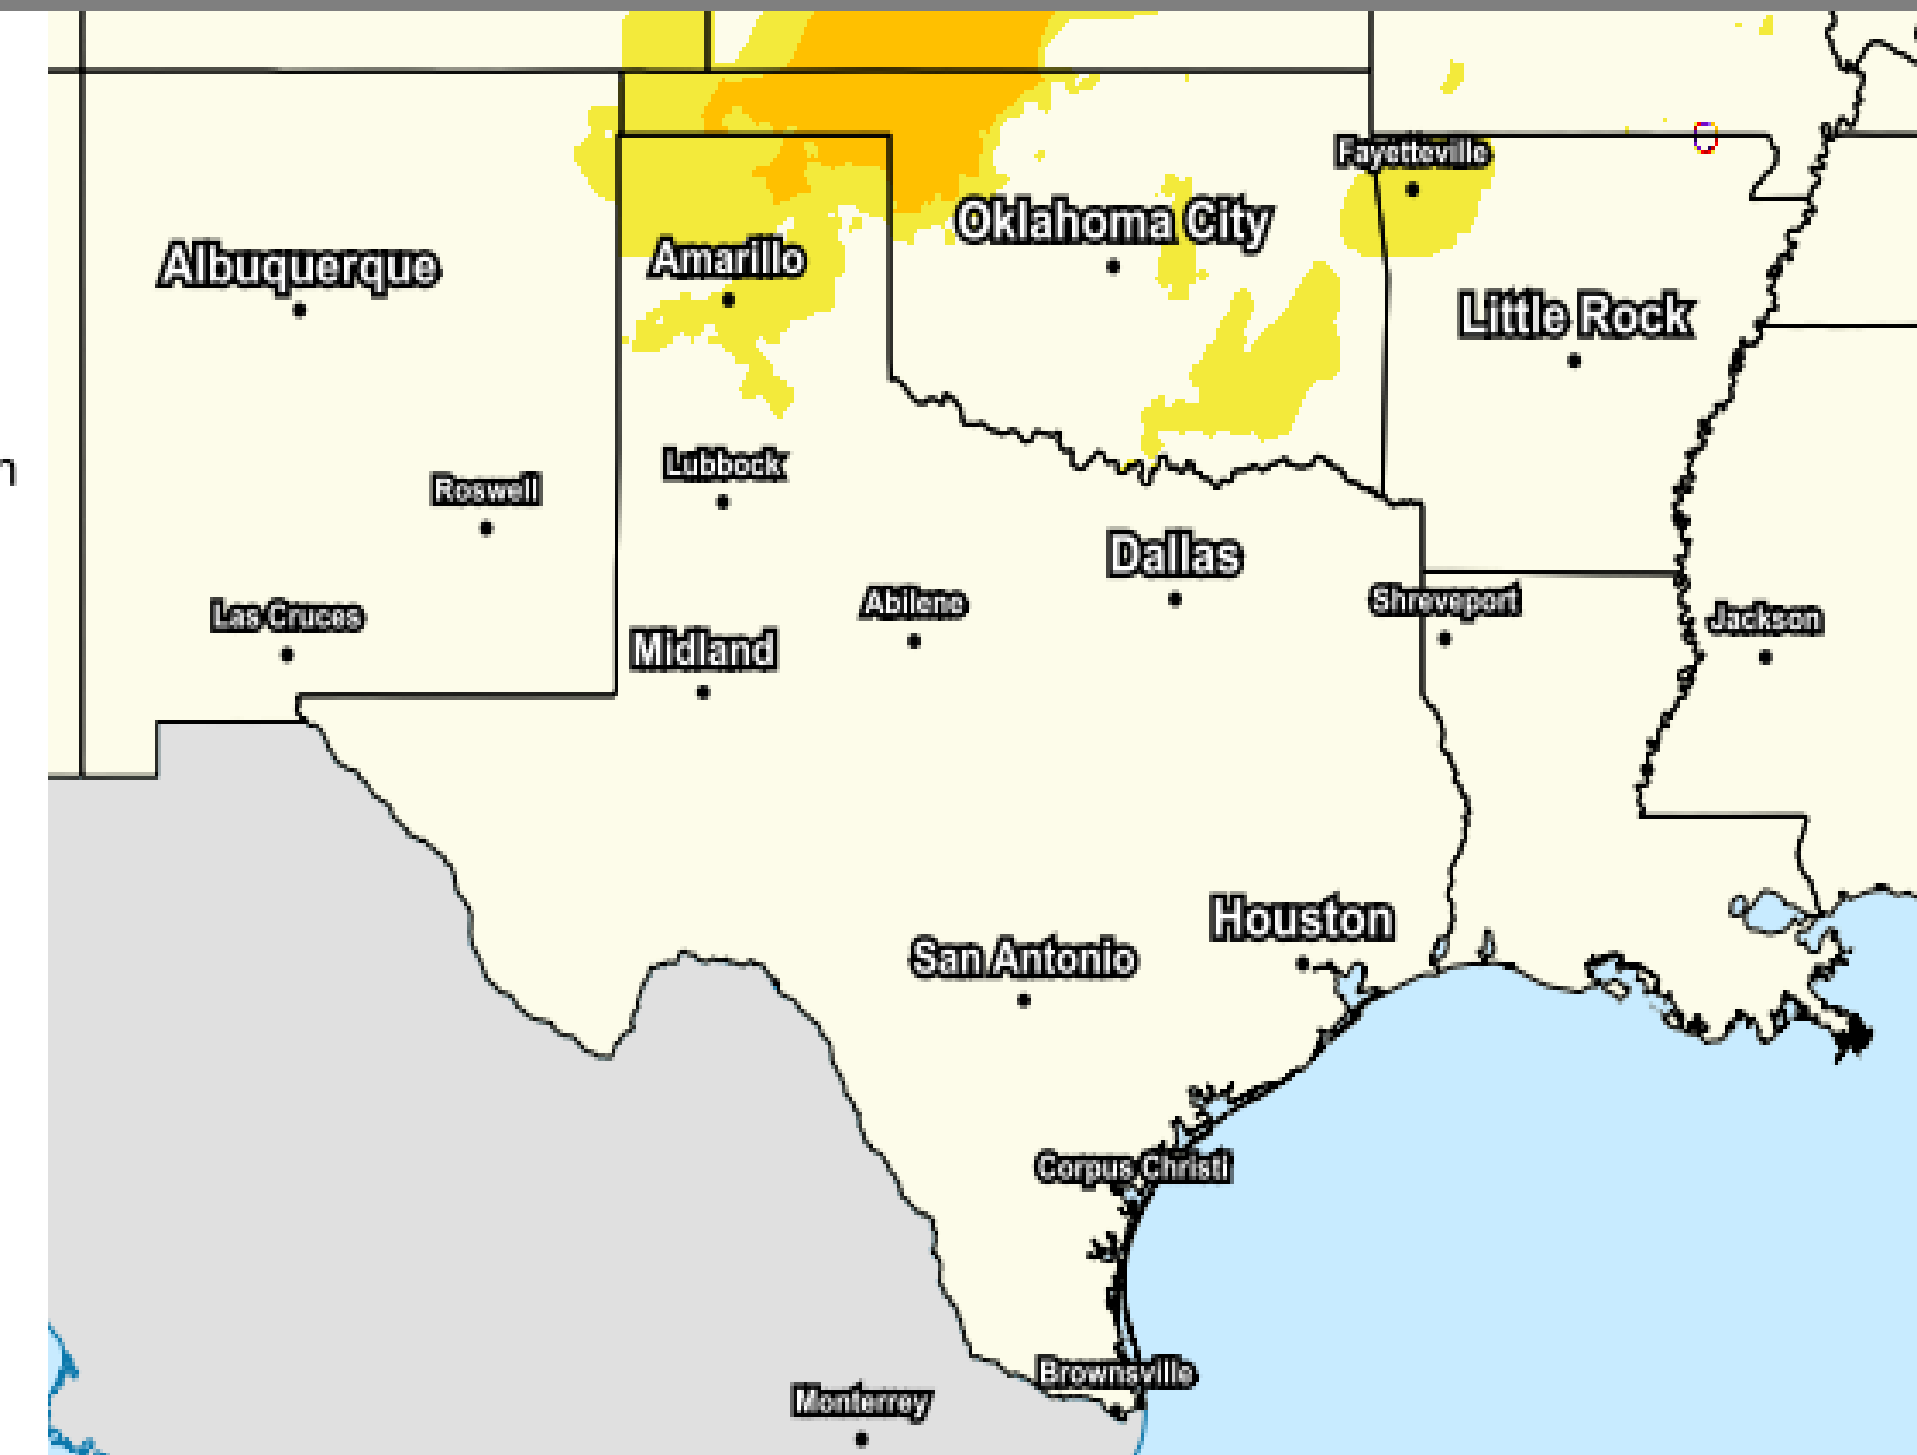 Fayetteville
Oklahoma City
Albuquerque
Amarillo
Little Rock
n
Lubbock
Roswell
Dallas
Abilene
Shreveport
Las Cruces
Jackson
Midland
Houston
San Antonio
Corpus Christi
Brownsville
Monterrey